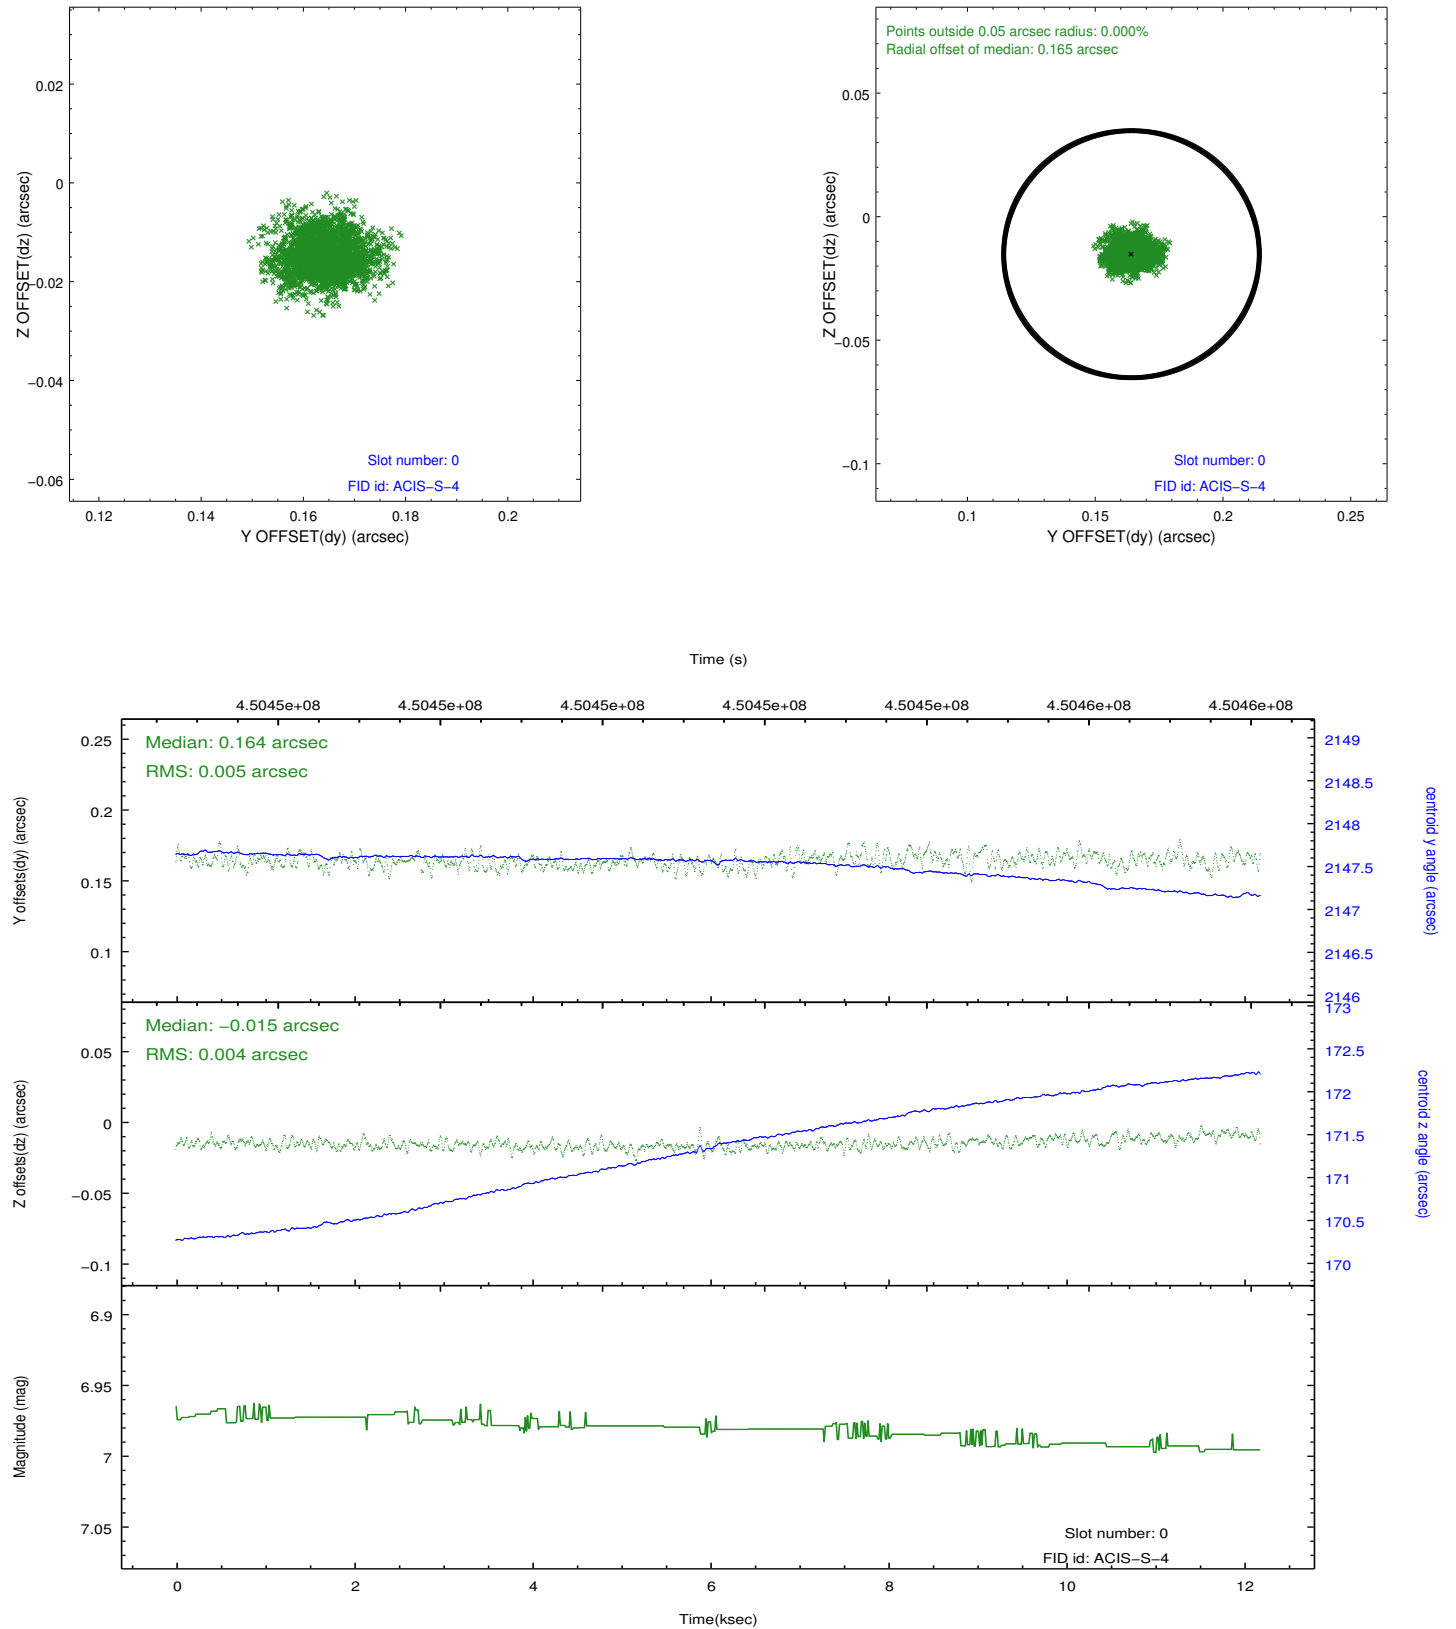 0.02
0
−0.02
−0.04
−0.06
Z OFFSET(dz) (arcsec)
Slot number: 0
FID id: ACIS−S−4
0.12 0.14 0.16 0.18 0.2
Y OFFSET(dy) (arcsec)
Points outside 0.05 arcsec radius: 0.000%
Radial offset of median: 0.165 arcsec
0.05
0
−0.05
−0.1
Z OFFSET(dz) (arcsec)
Slot number: 0
FID id: ACIS−S−4
0.1 0.15 0.2 0.25
Y OFFSET(dy) (arcsec)
Time (s)
4.5045e+08 4.5045e+08 4.5045e+08 4.5045e+08 4.5045e+08 4.5046e+08 4.5046e+08
Median: 0.164 arcsec
RMS: 0.005 arcsec
0.25
0.2
0.15
0.1
Y offsets(dy) (arcsec)
2149
2148.5
2148
2147.5
2147
2146.5
2146
centroid y angle (arcsec)
Median: −0.015 arcsec
RMS: 0.004 arcsec
0.05
0
−0.05
−0.1
Z offsets(dz) (arcsec)
173
172.5
172
171.5
171
170.5
170
centroid z angle (arcsec)
6.9
6.95
7
7.05
Magnitude (mag)
Slot number: 0
FID id: ACIS−S−4
0 2 4 6 8 10 12
Time(ksec)